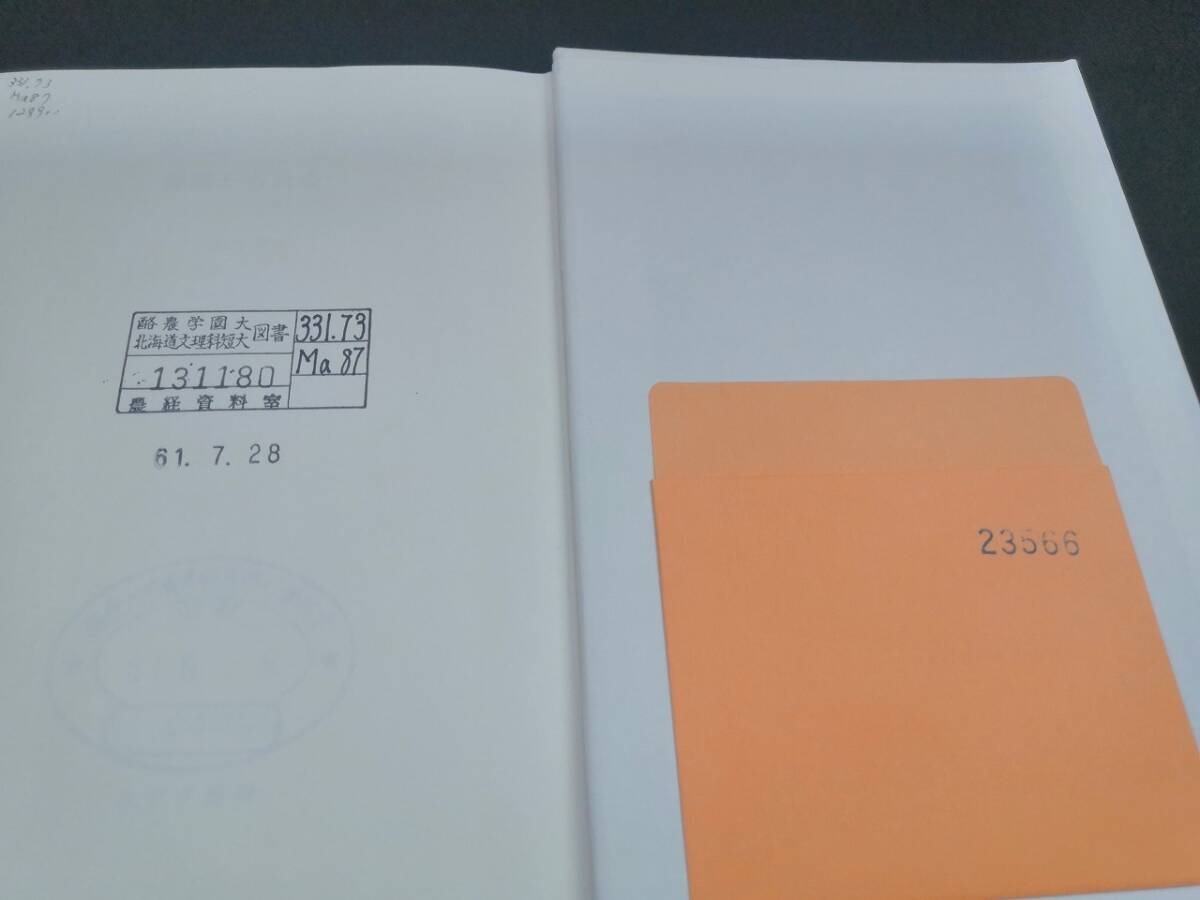 331.73
Ma87
酪農学園大
北海道文理科短大
図書
331.73
Ma 87
131180
農経資料室
61. 7. 28
23566